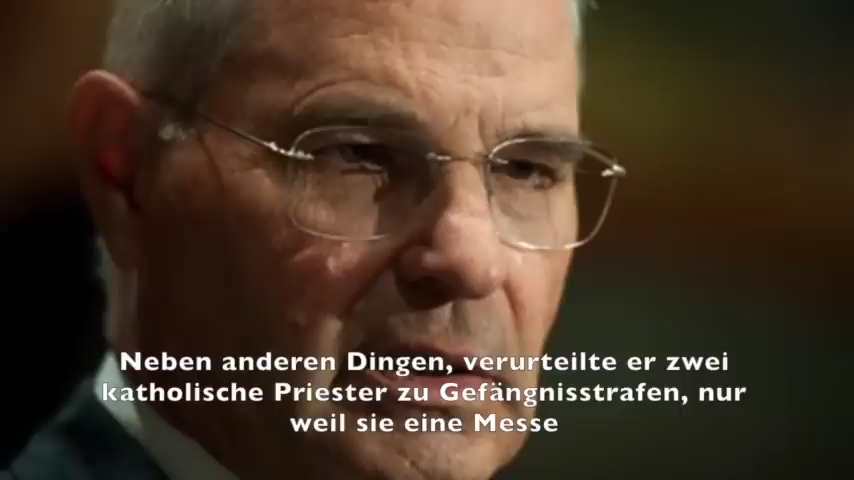 Neben anderen Dingen, verurteilte er zwei
katholische Priester zu Gefängnisstrafen, nur
weil sie eine Messe